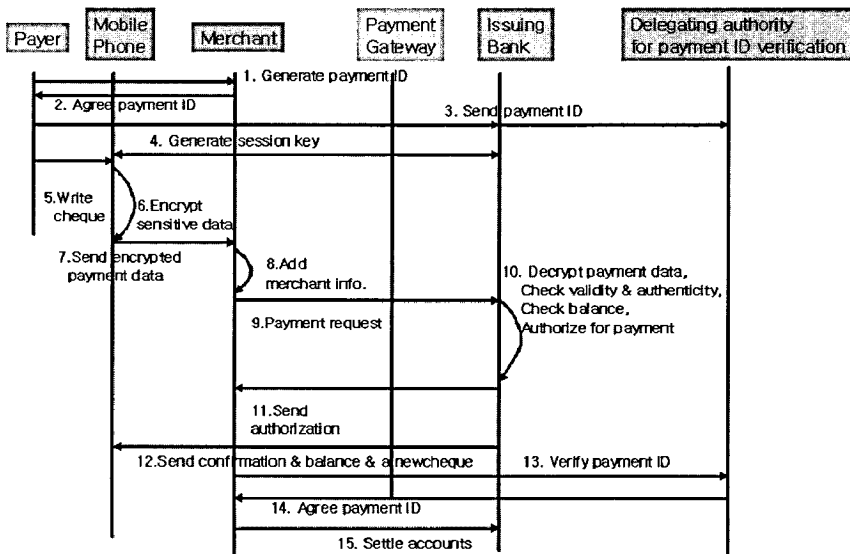 Payer
Mobile
Phone
Merchant
Payment
Gateway
Issuing
Bank
Delegating authority
for payment ID verification
1. Generate payment ID
2. Agree payment ID
3. Send payment ID
4. Generate session key
5.Write
cheque
6.Encrypt
sensitive data
7.Send encrypted
payment data
8.Add
merchant info.
9.Payment request
10. Decrypt payment data,
Check validity & authenticity,
Check balance,
Authorize for payment
11.Send
authorization
12.Send confirmation & balance & a newcheque
13. Verify payment ID
14. Agree payment ID
15. Settle accounts